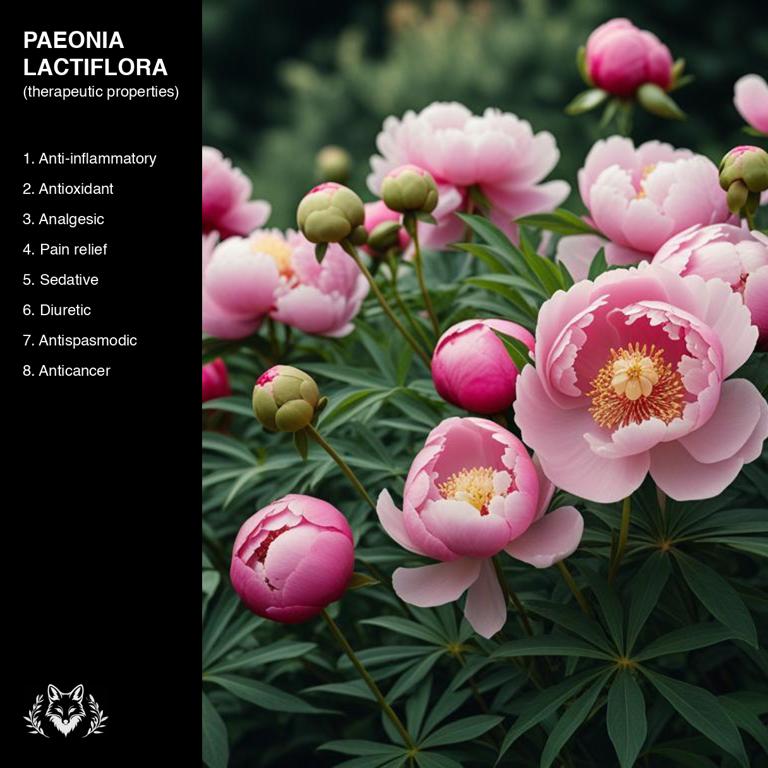 PAEONIA
LACTIFLORA
(therapeutic properties)
1. Anti-inflammatory
2. Antioxidant
3. Analgesic
4. Pain relief
5. Sedative
6. Diuretic
7. Antispasmodic
8. Anticancer